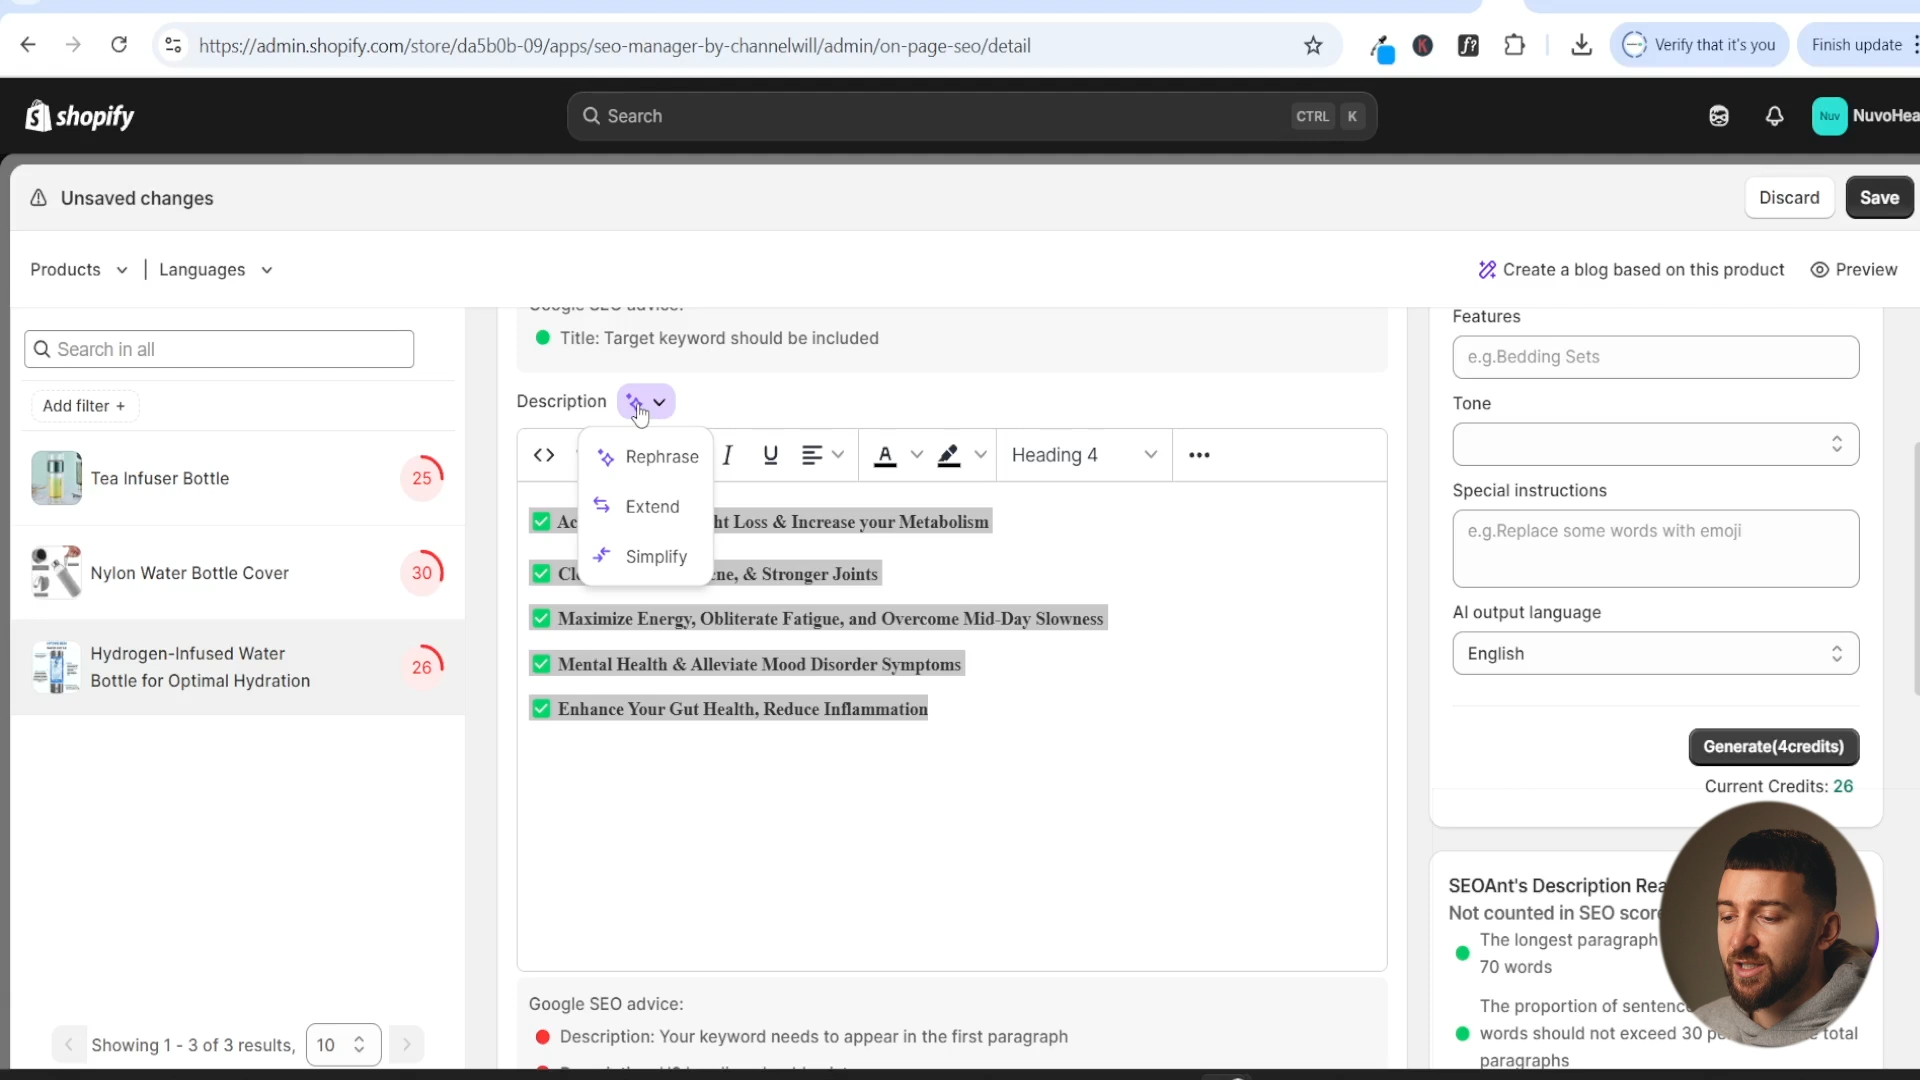 https://admin.shopify.com/store/da5b0b-09/apps/seo-manager-by-channelwill/admin/on-page-seo/detail
Verify that it's you
Finish update
shopify
Search
CTRL K
Nuv
NuvoHea
Unsaved changes
Discard
Save
Products | Languages
Create a blog based on this product
Preview
Search in all
Add filter +
Tea Infuser Bottle
25
Nylon Water Bottle Cover
30
Hydrogen-Infused Water
Bottle for Optimal Hydration
26
Showing 1 - 3 of 3 results,
10
Google SEO advice:
Title: Target keyword should be included
Description
Rephrase
Extend
Simplify
I U A Heading 4
✅ Ac ht Loss & Increase your Metabolism
✅ Cl ne, & Stronger Joints
✅ Maximize Energy, Obliterate Fatigue, and Overcome Mid-Day Slowness
✅ Mental Health & Alleviate Mood Disorder Symptoms
✅ Enhance Your Gut Health, Reduce Inflammation
Google SEO advice:
Description: Your keyword needs to appear in the first paragraph
Features
e.g.Bedding Sets
Tone
Special instructions
e.g.Replace some words with emoji
AI output language
English
Generate(4credits)
Current Credits: 26
SEOAnt's Description Rea
Not counted in SEO score
The longest paragraph
70 words
The proportion of sentenc
words should not exceed 30 p otal
paragraphs